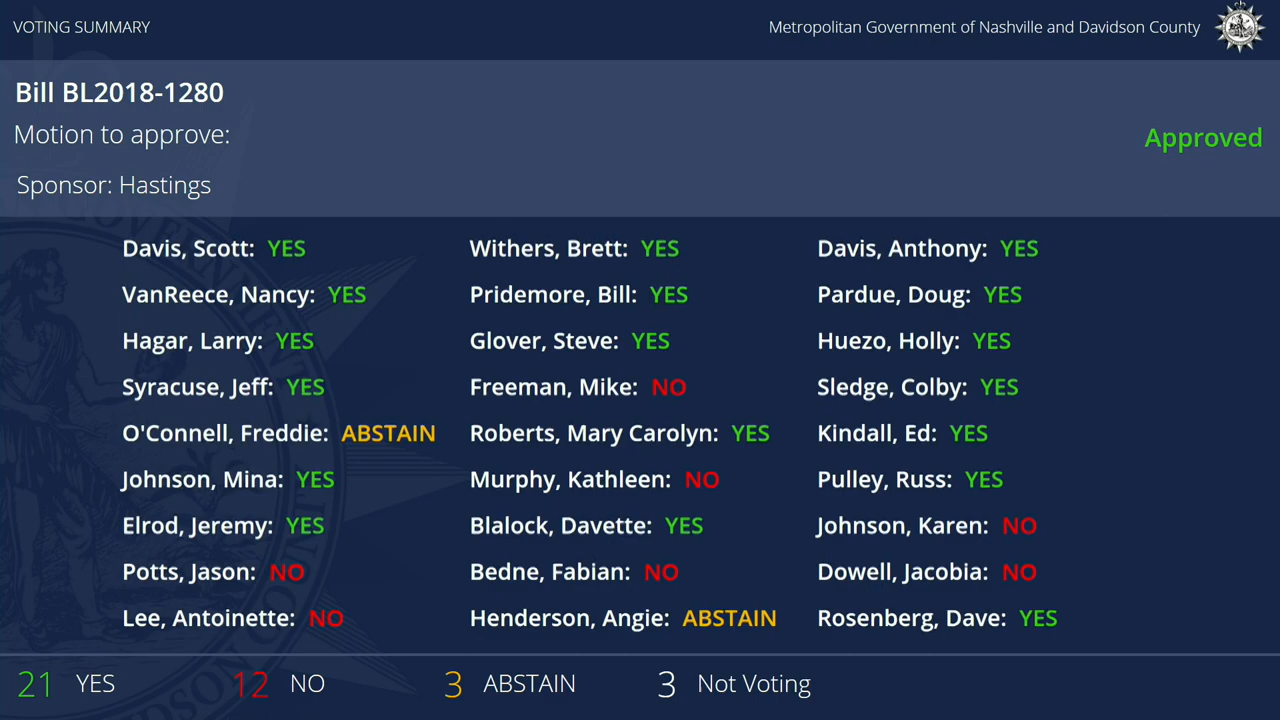 VOTING SUMMARY Metropolitan Government of Nashville and Davidson County
Bill BL2018-1280
Motion to approve:
Approved
Sponsor: Hastings
Davis, Scott: YES Withers, Brett: YES Davis, Anthony: YES
VanReece, Nancy: YES Pridemore, Bill: YES Pardue, Doug: YES
Hagar, Larry: YES Glover, Steve: YES Huezo, Holly: YES
Syracuse, Jeff: YES Freeman, Mike: NO Sledge, Colby: YES
O'Connell, Freddie: ABSTAIN Roberts, Mary Carolyn: YES Kindall, Ed: YES
Johnson, Mina: YES Murphy, Kathleen: NO Pulley, Russ: YES
Elrod, Jeremy: YES Blalock, Davette: YES Johnson, Karen: NO
Potts, Jason: NO Bedne, Fabian: NO Dowell, Jacobia: NO
Lee, Antoinette: NO Henderson, Angie: ABSTAIN Rosenberg, Dave: YES
21 YES 12 NO 3 ABSTAIN 3 Not Voting